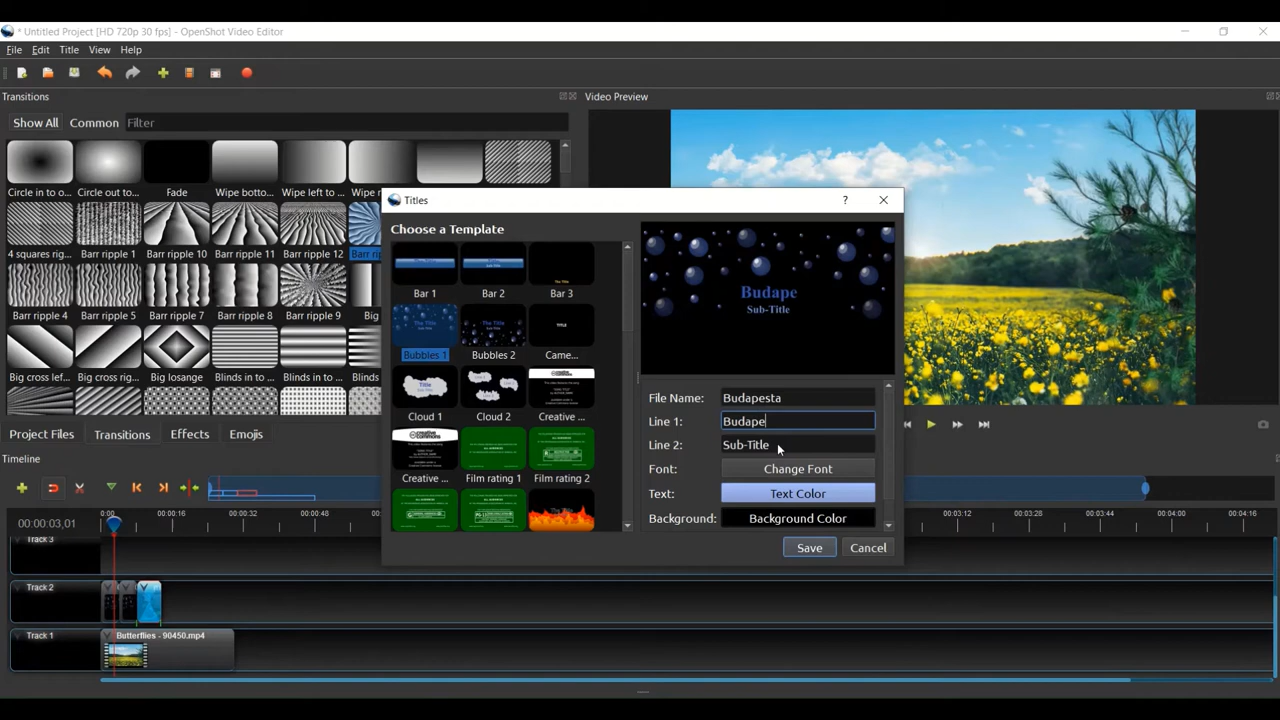 * Untitled Project [HD 720p 30 fps] - OpenShot Video Editor
File Edit Title View Help
Transitions
Video Preview
Show All Common Filter
Circle in to o... Circle out to... Fade Wipe botto... Wipe left to ... Wipe r
4 squares rig... Barr ripple 1 Barr ripple 10 Barr ripple 11 Barr ripple 12 Barr rip
Barr ripple 4 Barr ripple 5 Barr ripple 7 Barr ripple 8 Barr ripple 9 Big
Big cross lef... Big cross rig... Big losange Blinds in to ... Blinds in to ... Blinds
Project Files Transitions Effects Emojis
Titles
Choose a Template
Bar 1 Bar 2 Bar 3
Bubbles 1 Bubbles 2 Came...
Cloud 1 Cloud 2 Creative ...
Creative ... Film rating 1 Film rating 2
Budape
Sub-Title
File Name: Budapesta
Line 1: Budape
Line 2: Sub-Title
Font: Change Font
Text: Text Color
Background: Background Color
Save Cancel
Timeline
00:00:03,01 0:00 00:00:16 00:00:32 00:03:12 00:03:28 00:03:44 00:04:00 00:04:16
Track 3
Track 2
Track 1 Butterflies - 90450.mp4